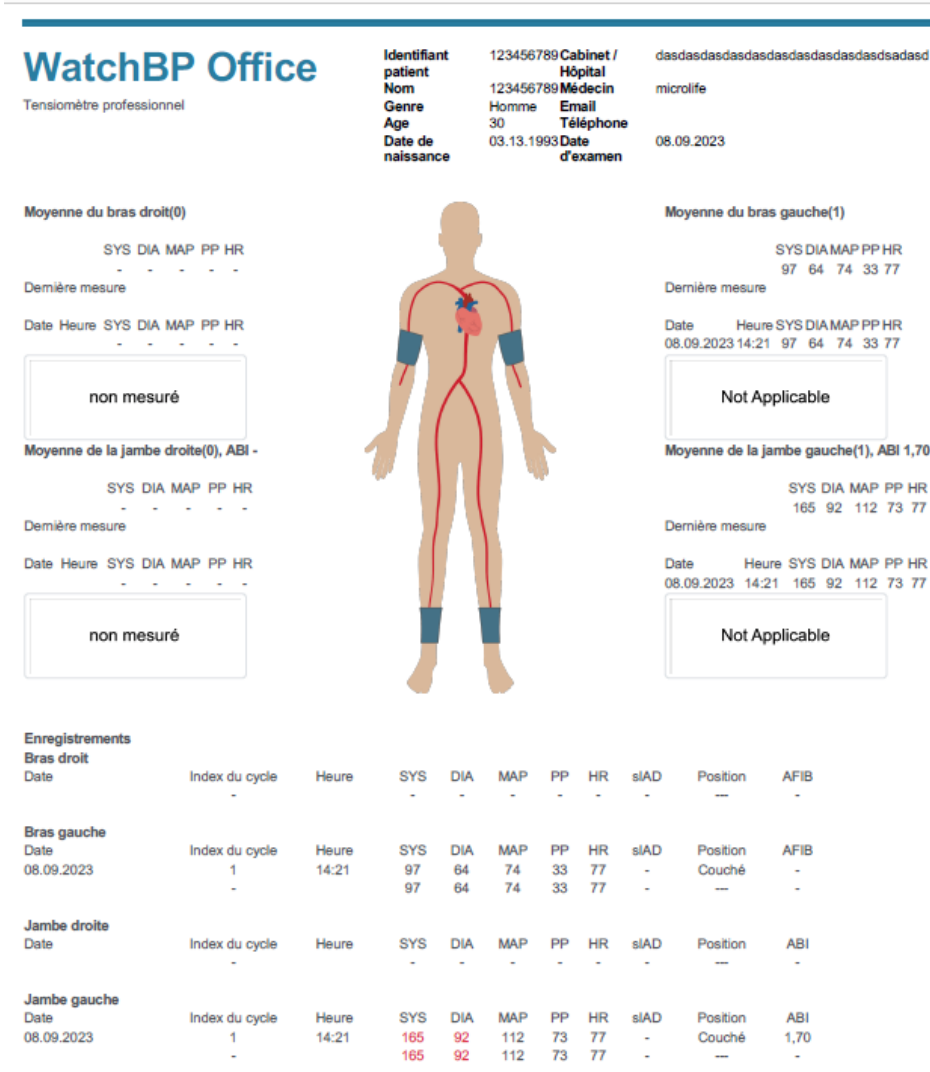 WatchBP Office
Tensiomètre professionnel
Identifiant patient 123456789 Cabinet / Hôpital dasdasdasdasdasdasdasdasdasdasdsadasd
Nom 123456789 Médecin microlife
Genre Homme Email
Age 30 Téléphone
Date de naissance 03.13.1993 Date d'examen 08.09.2023
Moyenne du bras droit(0)
SYS DIA MAP PP HR
- - - - -
Dernière mesure
Date Heure SYS DIA MAP PP HR
- - - - -
non mesuré
Moyenne de la jambe droite(0), ABI -
SYS DIA MAP PP HR
- - - - -
Dernière mesure
Date Heure SYS DIA MAP PP HR
- - - - -
non mesuré
Moyenne du bras gauche(1)
SYS DIA MAP PP HR
97 64 74 33 77
Dernière mesure
Date Heure SYS DIA MAP PP HR
08.09.2023 14:21 97 64 74 33 77
Not Applicable
Moyenne de la jambe gauche(1), ABI 1,70
SYS DIA MAP PP HR
165 92 112 73 77
Dernière mesure
Date Heure SYS DIA MAP PP HR
08.09.2023 14:21 165 92 112 73 77
Not Applicable
Enregistrements
Bras droit
Date Index du cycle Heure SYS DIA MAP PP HR sIAD Position AFIB
- - - - - - - --- -
Bras gauche
Date Index du cycle Heure SYS DIA MAP PP HR sIAD Position AFIB
08.09.2023 1 14:21 97 64 74 33 77 - Couché -
- 97 64 74 33 77 - --- -
Jambe droite
Date Index du cycle Heure SYS DIA MAP PP HR sIAD Position ABI
- - - - - - - --- -
Jambe gauche
Date Index du cycle Heure SYS DIA MAP PP HR sIAD Position ABI
08.09.2023 1 14:21 165 92 112 73 77 - Couché 1,70
- 165 92 112 73 77 - --- -